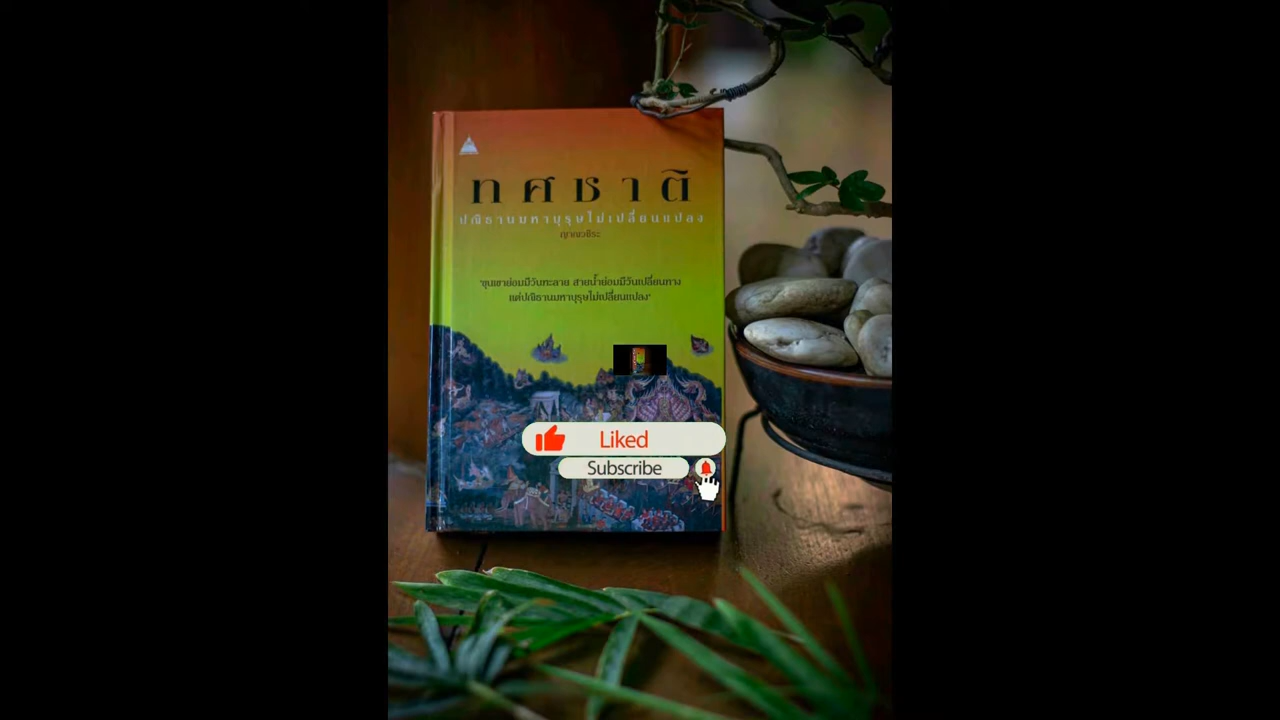 ทศชาติ
ปณิธานมหาบุรุษไม่เปลี่ยนแปลง
ญาณวชิระ
"ขุนเขาย่อมมีวันทะลาย สายน้ำย่อมมีวันเปลี่ยนทาง
แต่ปณิธานมหาบุรุษไม่เปลี่ยนแปลง"
Liked
Subscribe